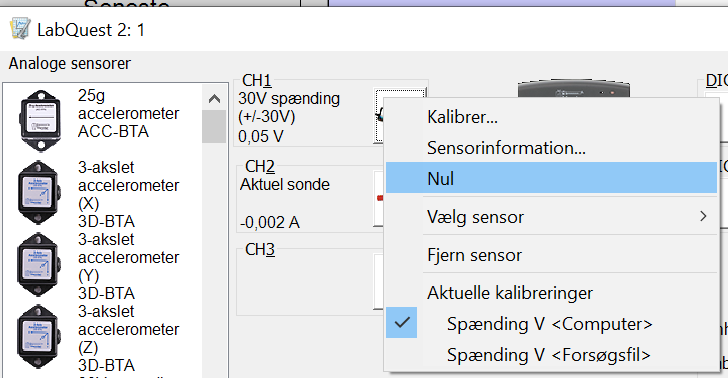 LabQuest 2: 1
Analoge sensorer
25g
accelerometer
ACC-BTA
3-akslet
accelerometer
(X)
3D-BTA
3-akslet
accelerometer
(Y)
3D-BTA
3-akslet
accelerometer
(Z)
3D-BTA
CH1
30V spænding
(+/-30V)
0,05 V
CH2
Aktuel sonde
-0,002 A
CH3
Kalibrer...
Sensorinformation...
Nul
Vælg sensor
Fjern sensor
Aktuelle kalibreringer
Spænding V <Computer>
Spænding V <Forsøgsfil>